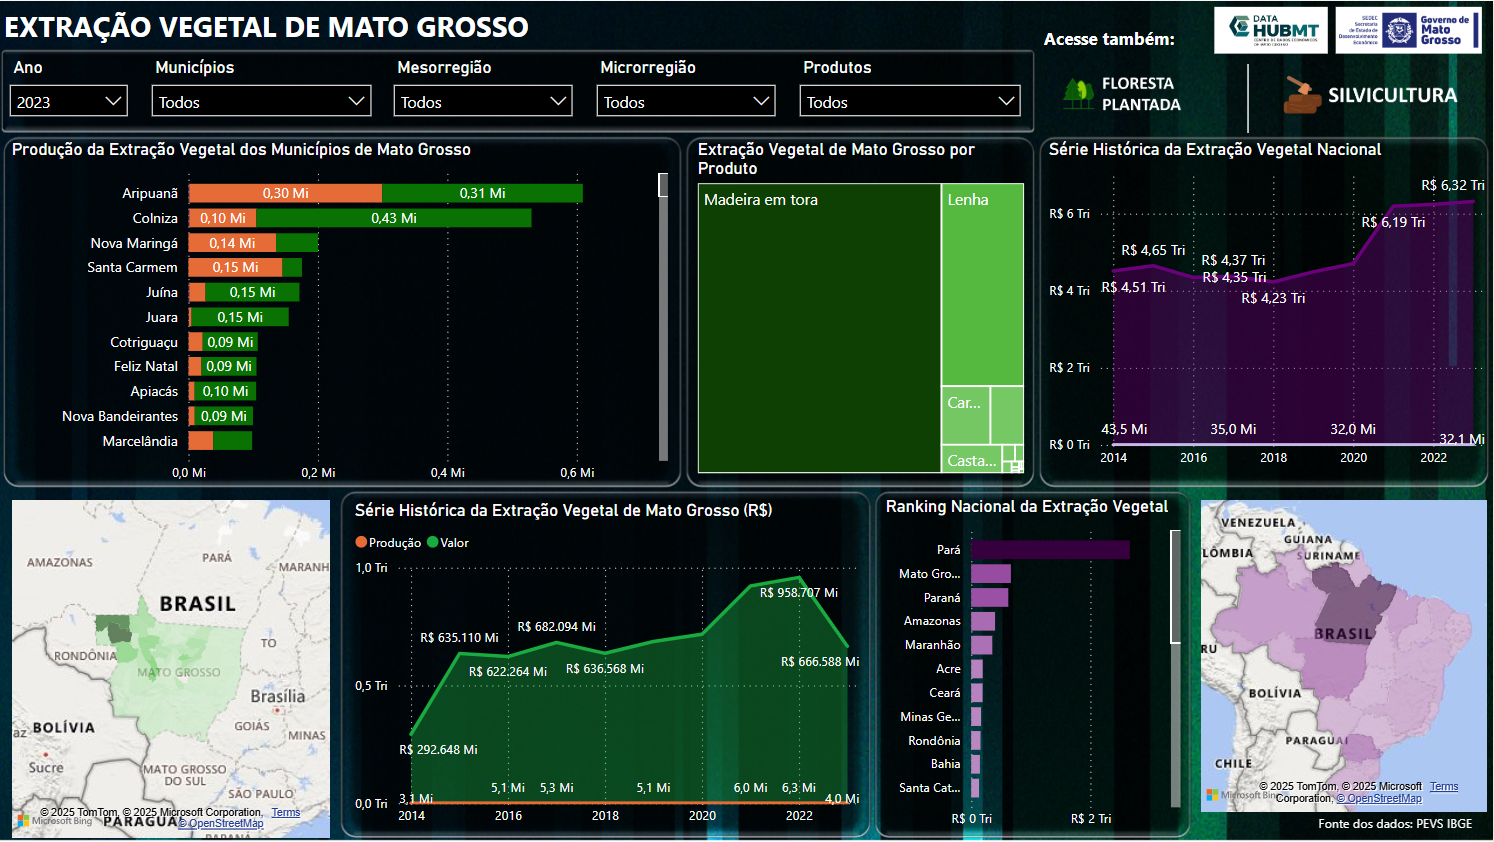 EXTRAÇÃO VEGETAL DE MATO GROSSO
Acesse também:
DATA
HUBMT
CENTRO DE DADOS ECONÔMICOS
DE MATO GROSSO
SEDEC
Secretaria
de Estado de
Desenvolvimento
Econômico
Governo de
Mato
Grosso
Ano
Municípios
Mesorregião
Microrregião
Produtos
2023
Todos
Todos
Todos
Todos
FLORESTA
PLANTADA
SILVICULTURA
Produção da Extração Vegetal dos Municípios de Mato Grosso
Aripuanã 0,30 Mi 0,31 Mi
Colniza 0,10 Mi 0,43 Mi
Nova Maringá 0,14 Mi
Santa Carmem 0,15 Mi
Juína 0,15 Mi
Juara 0,15 Mi
Cotriguaçu 0,09 Mi
Feliz Natal 0,09 Mi
Apiacás 0,10 Mi
Nova Bandeirantes 0,09 Mi
Marcelândia
0,0 Mi 0,2 Mi 0,4 Mi 0,6 Mi
Extração Vegetal de Mato Grosso por
Produto
Madeira em tora
Lenha
Car...
Casta...
Série Histórica da Extração Vegetal Nacional
R$ 6 Tri
R$ 4 Tri
R$ 2 Tri
R$ 0 Tri
R$ 4,51 Tri
R$ 4,65 Tri
R$ 4,37 Tri
R$ 4,35 Tri
R$ 4,23 Tri
R$ 6,19 Tri
R$ 6,32 Tri
43,5 Mi 35,0 Mi 32,0 Mi 32,1 Mi
2014 2016 2018 2020 2022
AMAZONAS
PARÁ
MARANH
BRASIL
TO
RONDÔNIA
MATO GROSSO
Brasília
GOIÁS
BOLÍVIA
MINAS
az
Sucre
MATO GROSSO
DO SUL
SÃO PAULO
PARAGUA
© 2025 TomTom, © 2025 Microsoft Corporation, Terms
© OpenStreetMap
Microsoft Bing
Série Histórica da Extração Vegetal de Mato Grosso (R$)
Produção Valor
1,0 Tri
0,5 Tri
0,0 Tri
R$ 292.648 Mi
R$ 635.110 Mi
R$ 622.264 Mi
R$ 682.094 Mi
R$ 636.568 Mi
R$ 958.707 Mi
R$ 666.588 Mi
3,1 Mi 5,1 Mi 5,3 Mi 5,1 Mi 6,0 Mi 6,3 Mi 4,0 Mi
2014 2016 2018 2020 2022
Ranking Nacional da Extração Vegetal
Pará
Mato Gro...
Paraná
Amazonas
Maranhão
Acre
Ceará
Minas Ge...
Rondônia
Bahia
Santa Cat...
R$ 0 Tri R$ 2 Tri
VENEZUELA
GUIANA
LÔMBIA
SURINAME
BRASIL
RU
BOLÍVIA
PARAGUAI
CHILE
© 2025 TomTom, © 2025 Microsoft
Corporation, © OpenStreetMap
Terms
Microsoft Bin
Fonte dos dados: PEVS IBGE